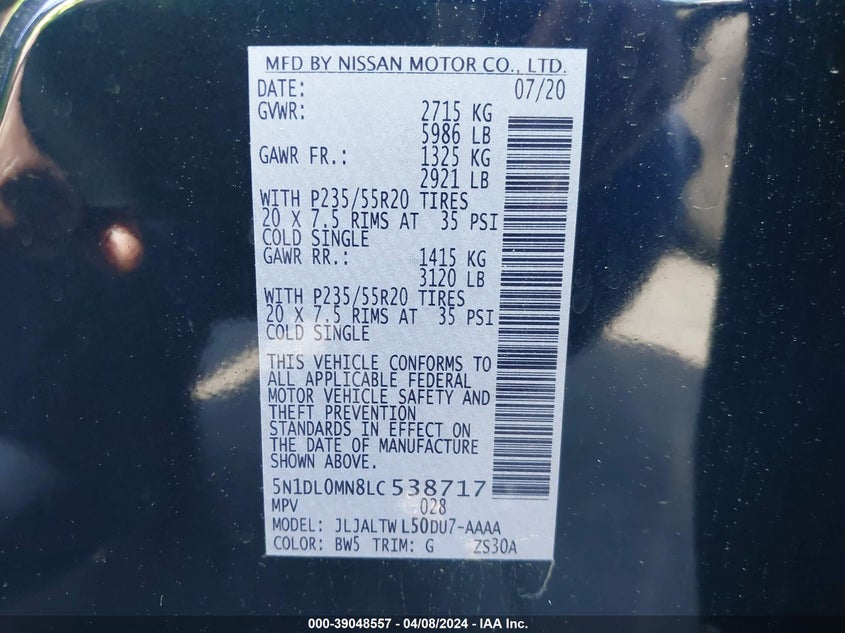 MFD BY NISSAN MOTOR CO., LTD.
DATE: 07/20
GVWR: 2715 KG
5986 LB
GAWR FR.: 1325 KG
2921 LB
WITH P235/55R20 TIRES
20 X 7.5 RIMS AT 35 PSI
COLD SINGLE
GAWR RR.: 1415 KG
3120 LB
WITH P235/55R20 TIRES
20 X 7.5 RIMS AT 35 PSI
COLD SINGLE
THIS VEHICLE CONFORMS TO
ALL APPLICABLE FEDERAL
MOTOR VEHICLE SAFETY AND
THEFT PREVENTION
STANDARDS IN EFFECT ON
THE DATE OF MANUFACTURE
SHOWN ABOVE.
5N1DL0MN8LC538717
MPV 028
MODEL: JLJALTWL50DU7-AAAA
COLOR: BW5 TRIM: G ZS30A
000-39048557 - 04/08/2024 - IAA Inc.